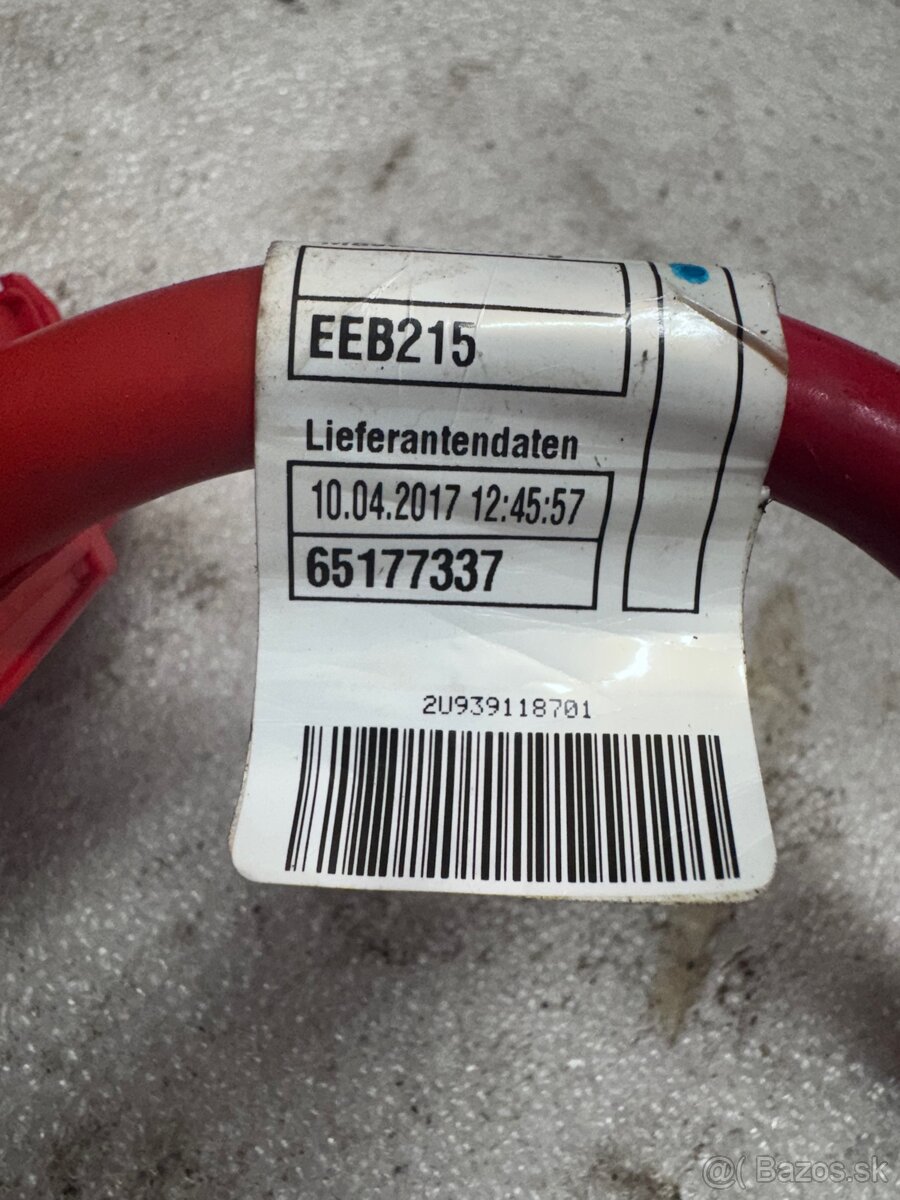 EEB215
Lieferantendaten
10.04.2017 12:45:57
65177337
2U939118701
@( Bazos.sk